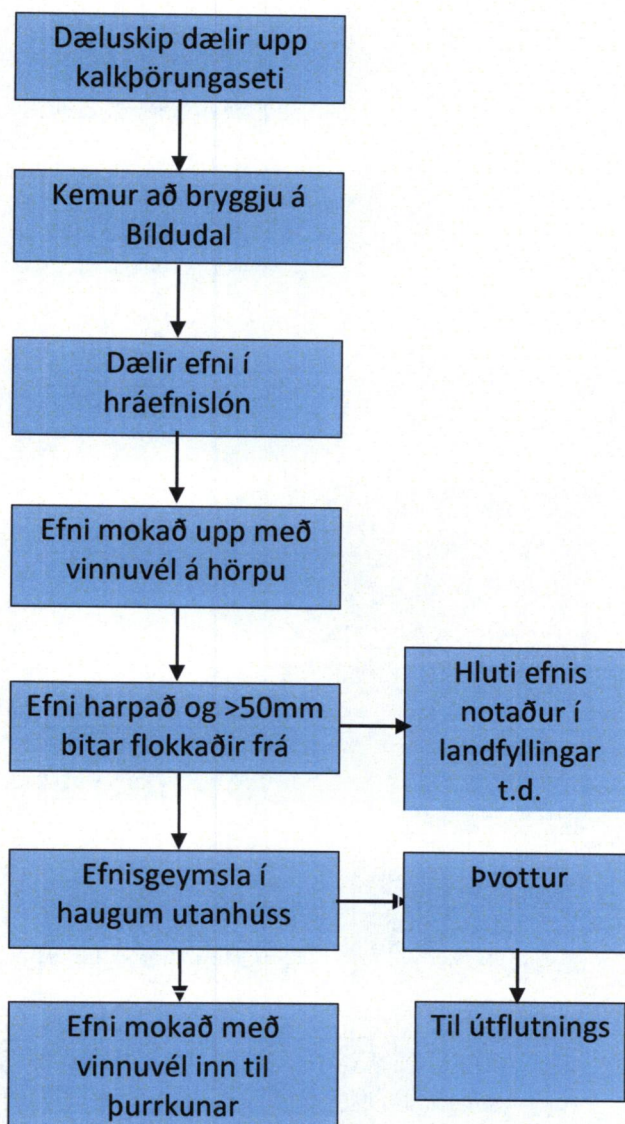 Dæluskip dælir upp
kalkþörungaseti
Kemur að bryggju á
Bíldudal
Dælir efni í
hráefnislón
Efni mokað upp með
vinnuvél á hörpu
Efni harpað og >50mm
bitar flokkaðir frá
Hluti efnis
notaður í
landfyllingar
t.d.
Efnisgeymsla í
haugum utanhúss
Þvottur
Efni mokað með
vinnuvél inn til
þurrkunar
Til útflutnings